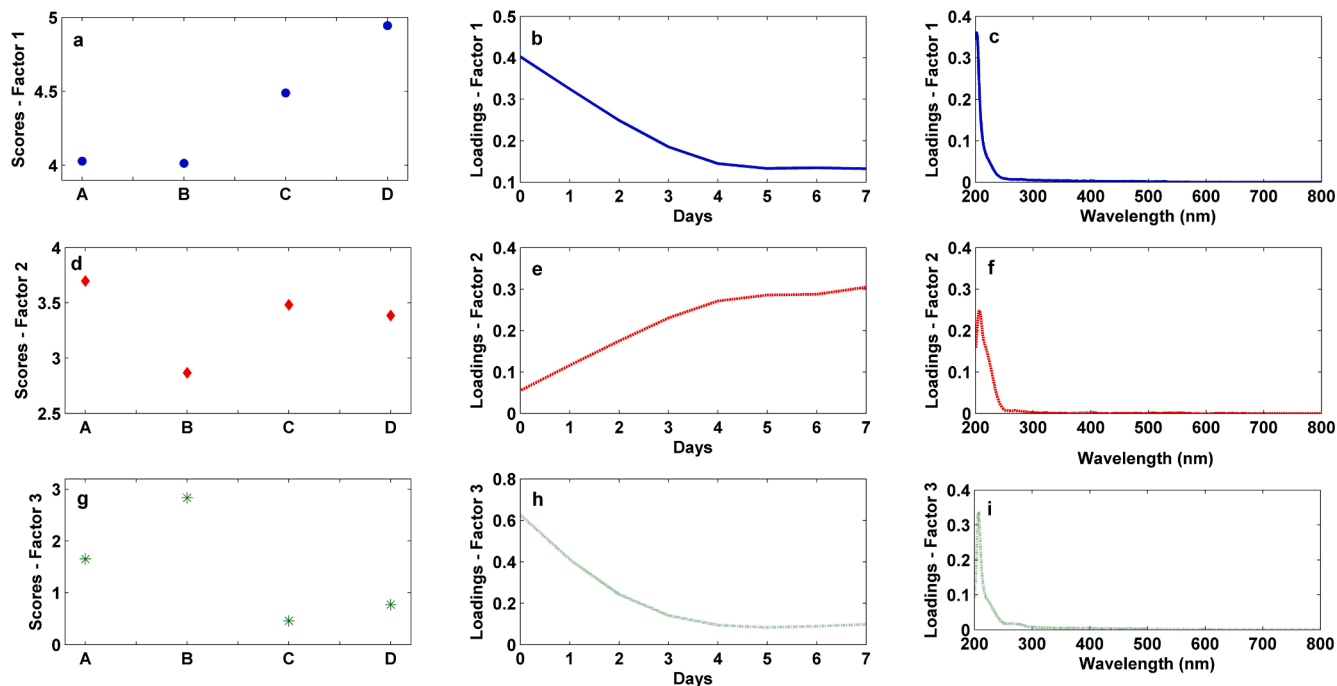 a
Scores - Factor 1
5
4.5
4
A B C D
b
Loadings - Factor 1
0.5
0.4
0.3
0.2
0.1
0 1 2 3 4 5 6 7
Days
c
Loadings - Factor 1
0.4
0.3
0.2
0.1
0
200 300 400 500 600 700 800
Wavelength (nm)
d
Scores - Factor 2
4
3.5
3
2.5
A B C D
e
Loadings - Factor 2
0.4
0.3
0.2
0.1
0
0 1 2 3 4 5 6 7
Days
f
Loadings - Factor 2
0.4
0.3
0.2
0.1
0
200 300 400 500 600 700 800
Wavelength (nm)
g
Scores - Factor 3
3
2
1
0
A B C D
h
Loadings - Factor 3
0.8
0.6
0.4
0.2
0
0 1 2 3 4 5 6 7
Days
i
Loadings - Factor 3
0.4
0.3
0.2
0.1
0
200 300 400 500 600 700 800
Wavelength (nm)